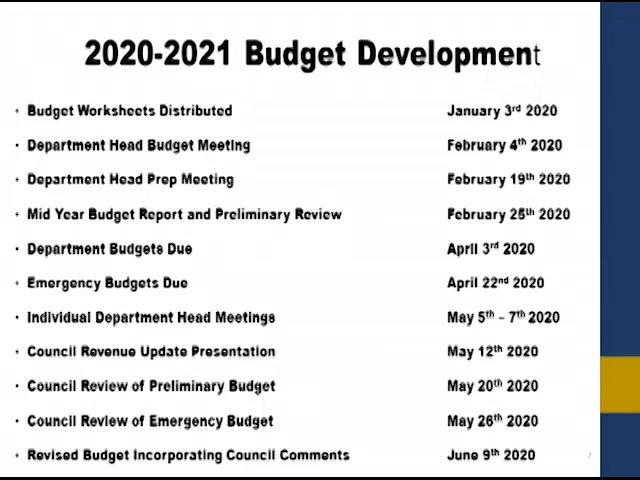 2020-2021 Budget Development
• Budget Worksheets Distributed January 3rd 2020
• Department Head Budget Meeting February 4th 2020
• Department Head Prep Meeting February 19th 2020
• Mid Year Budget Report and Preliminary Review February 25th 2020
• Department Budgets Due April 3rd 2020
• Emergency Budgets Due April 22nd 2020
• Individual Department Head Meetings May 5th – 7th 2020
• Council Revenue Update Presentation May 12th 2020
• Council Review of Preliminary Budget May 20th 2020
• Council Review of Emergency Budget May 26th 2020
• Revised Budget Incorporating Council Comments June 9th 2020